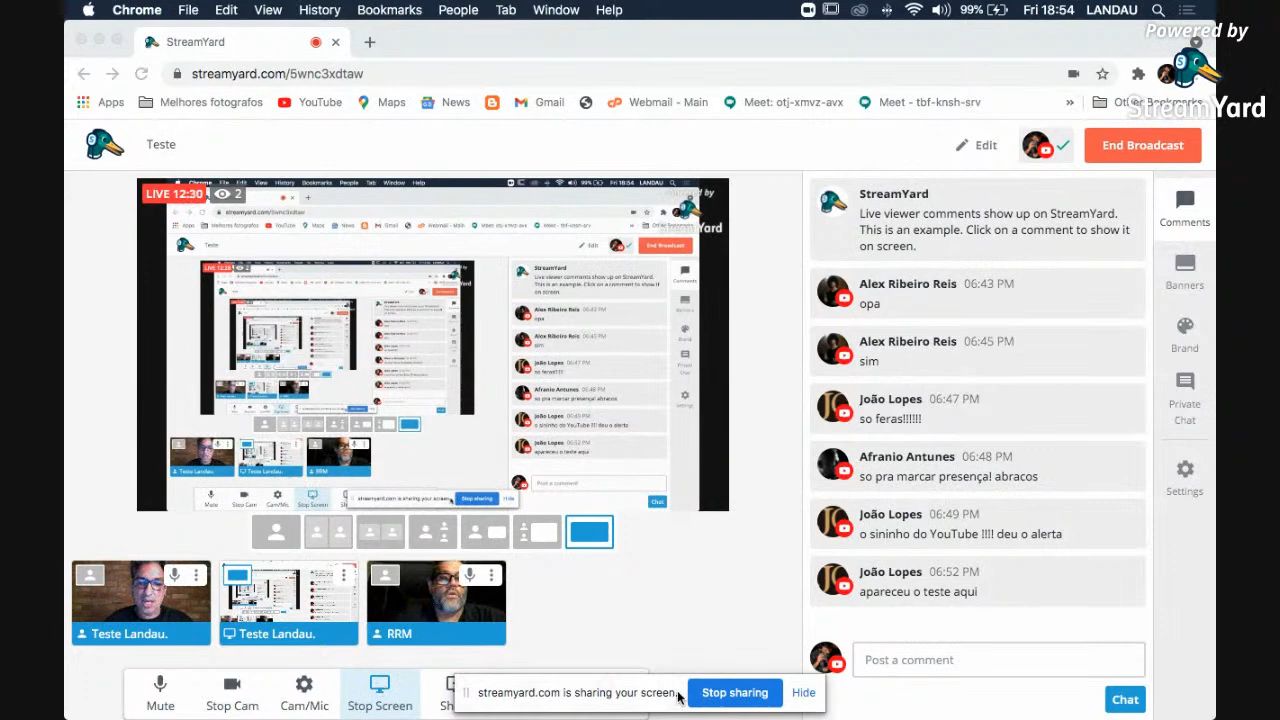 Chrome File Edit View History Bookmarks People Tab Window Help 99% Fri 18:54 LANDAU
Powered by
StreamYard
StreamYard
streamyard.com/5wnc3xdtaw
Apps Melhores fotografos YouTube Maps News Gmail Webmail - Main Meet: otj-xmvz-avx Meet - tbf-knsh-srv » Other Bookmarks
Teste Edit End Broadcast
LIVE 12:30 2
StreamYard
Live viewer comments show up on StreamYard.
This is an example. Click on a comment to show it
on screen.
Alex Ribeiro Reis 06:43 PM
opa
Alex Ribeiro Reis 06:45 PM
sim
João Lopes 06:47 PM
so feras!!!!!!
Afranio Antunes 06:48 PM
so pra marcar presençal abracos
João Lopes 06:49 PM
o sininho do YouTube !!!! deu o alerta
João Lopes 06:52 PM
apareceu o teste aqui
Post a comment
Chat
Comments
Banners
Brand
Private
Chat
Settings
Teste Landau.
Teste Landau.
RRM
Mute Stop Cam Cam/Mic Stop Screen
streamyard.com is sharing your screen. Stop sharing Hide